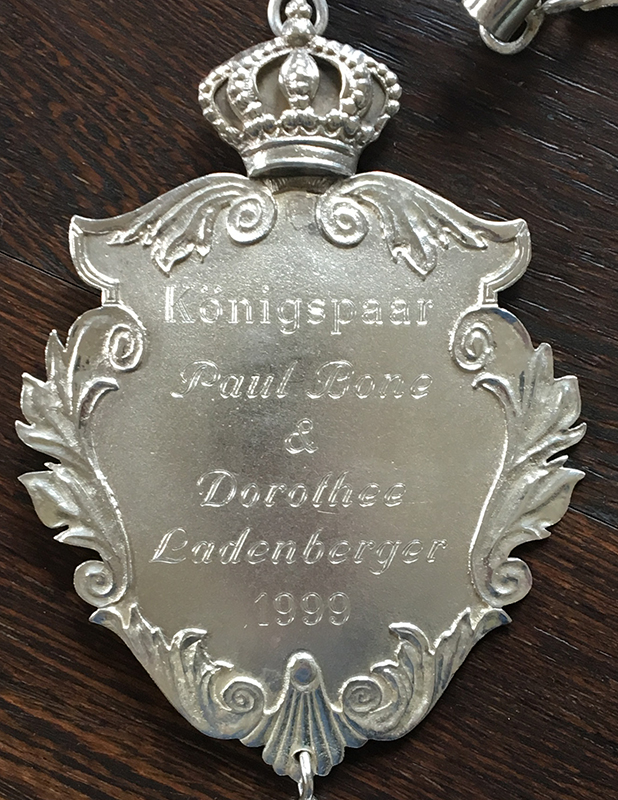 Königspaar
Paul Bone
&
Dorothee
Ladenberger
1999